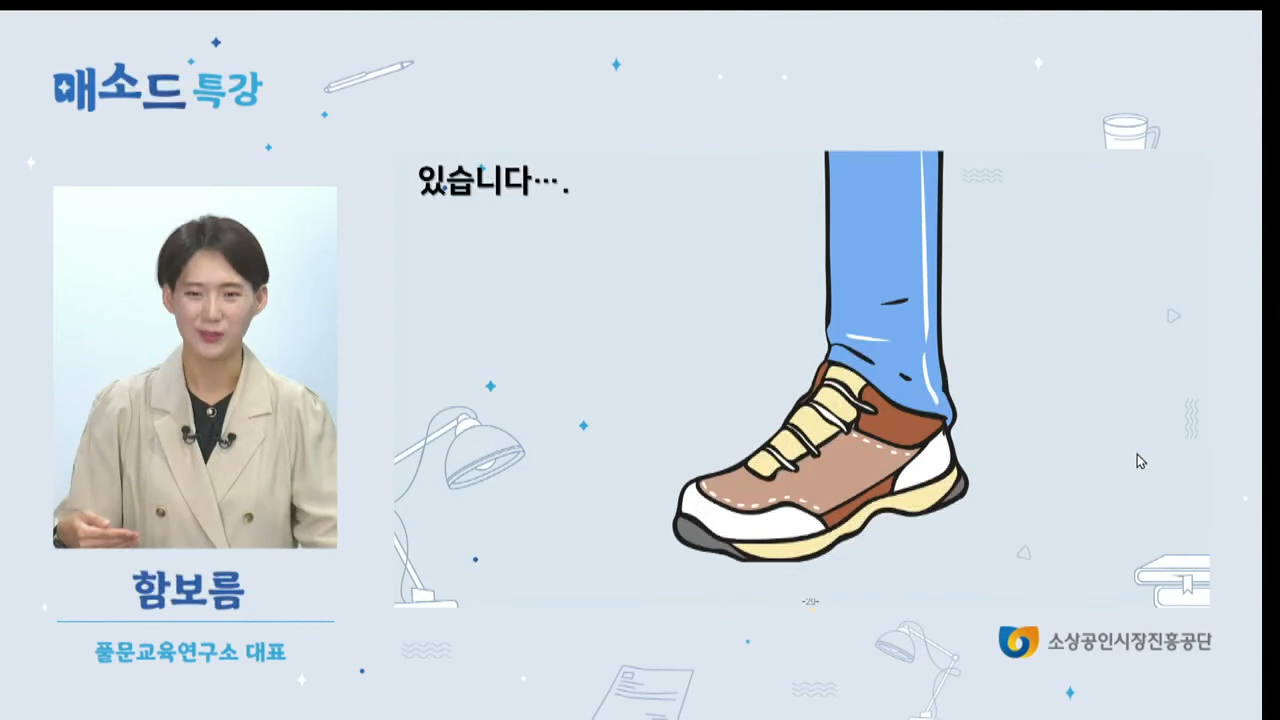 매소드 특강
있습니다….
함보름
풀문교육연구소 대표
-29-
소상공인시장진흥공단